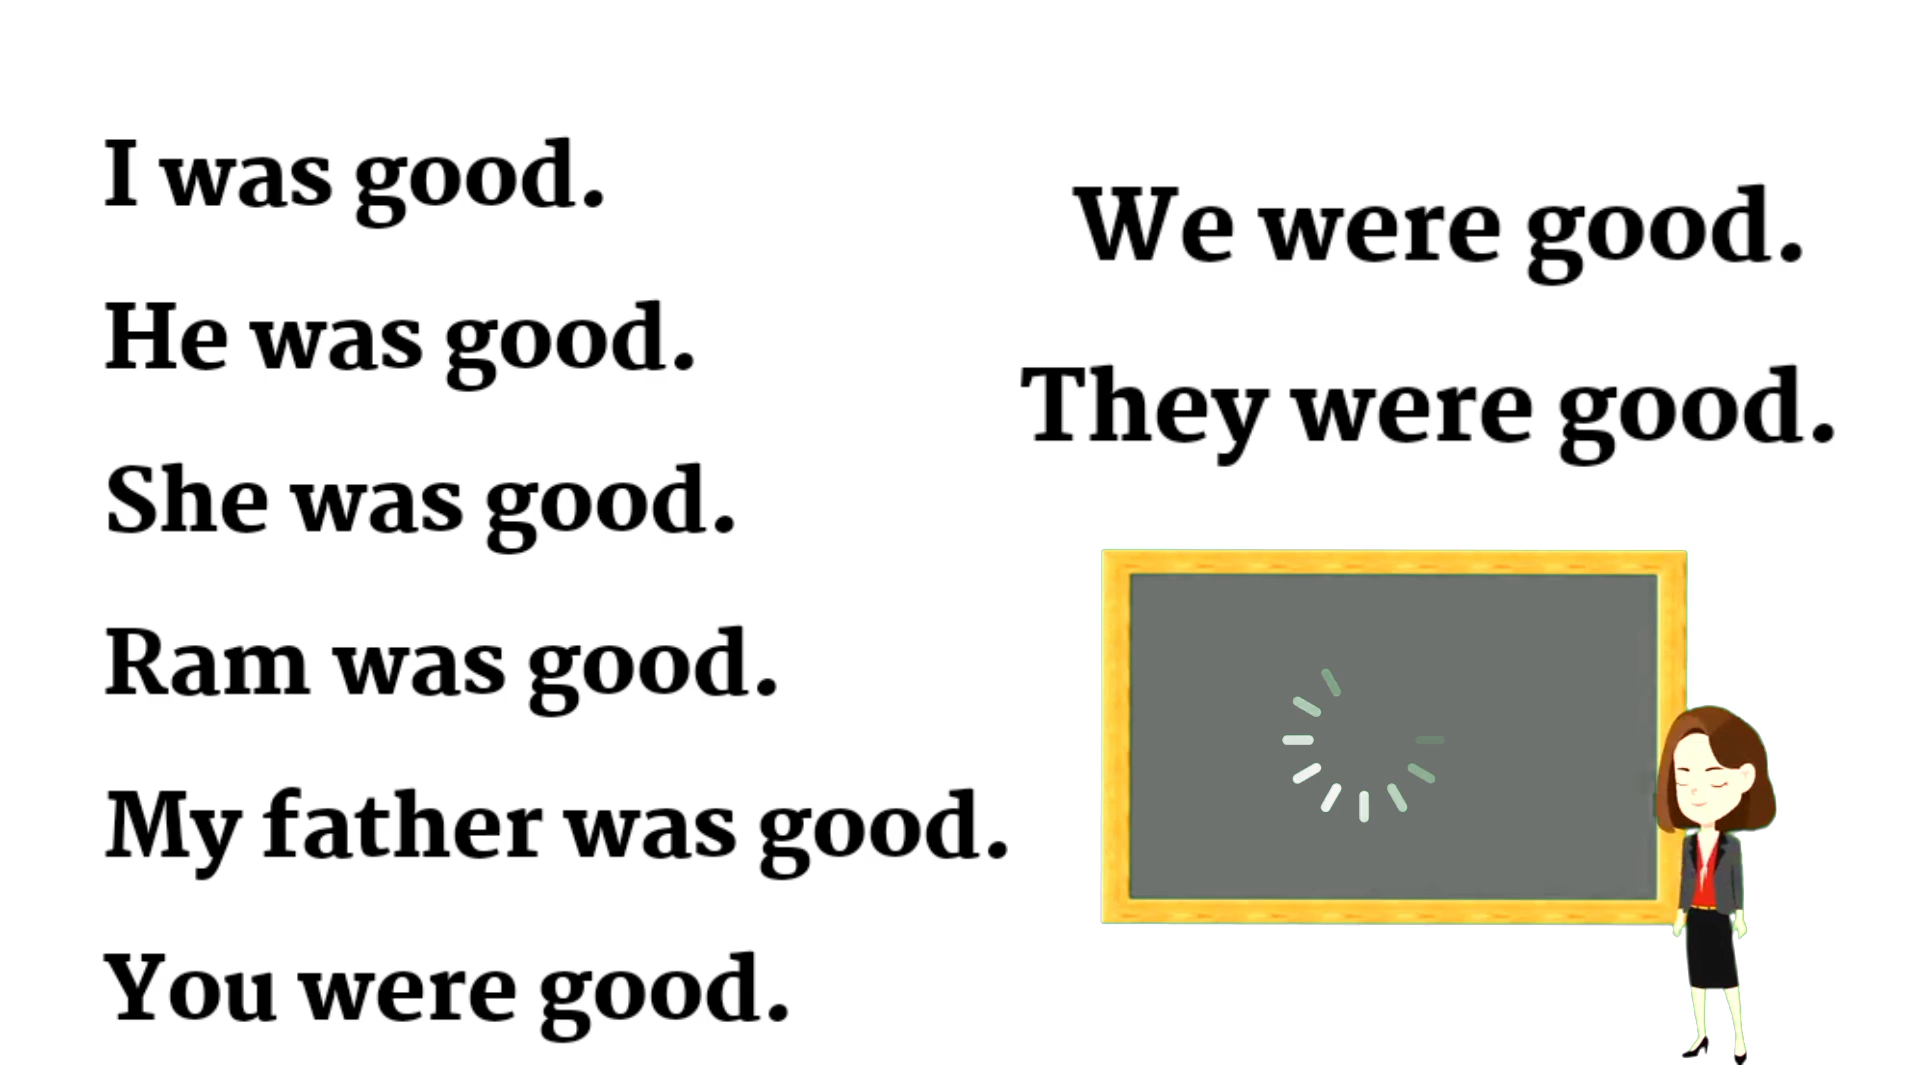 I was good.
He was good.
She was good.
Ram was good.
My father was good.
You were good.
We were good.
They were good.